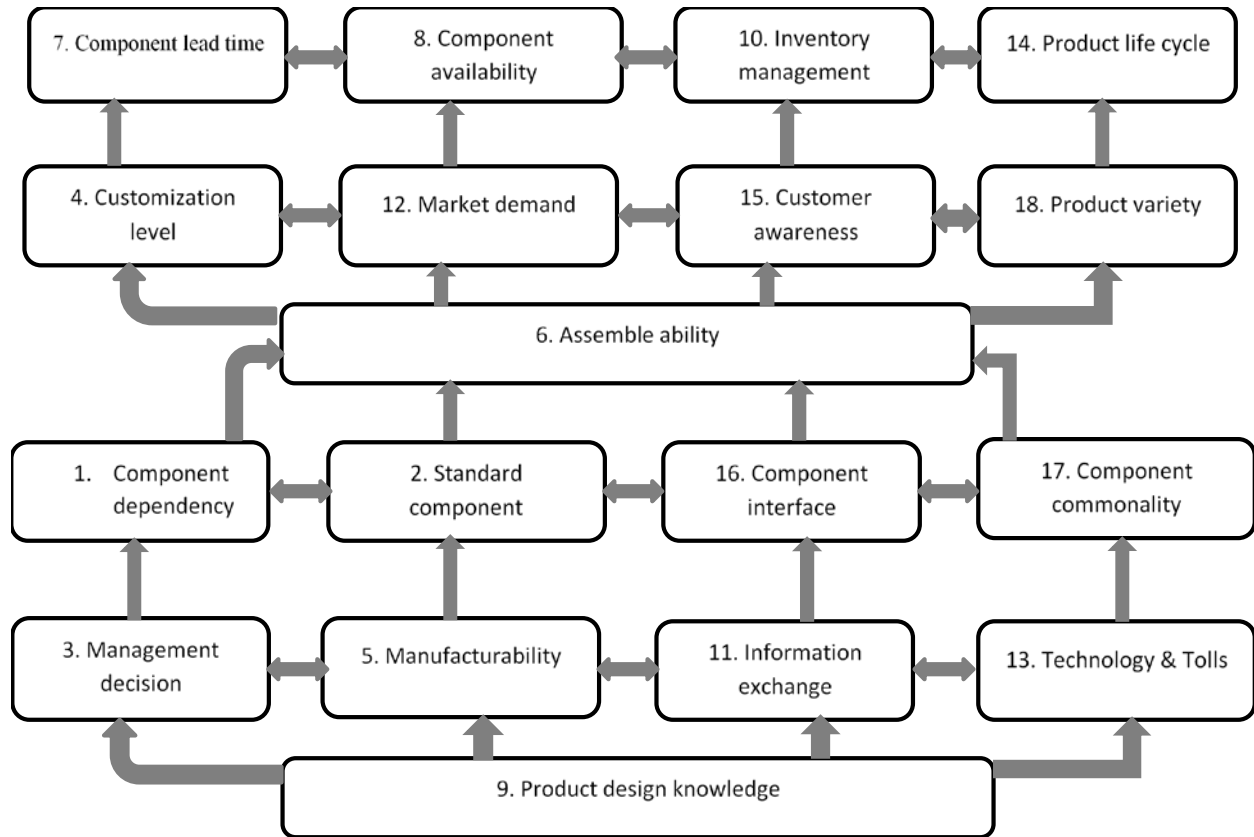 7. Component lead time
8. Component
availability
10. Inventory
management
14. Product life cycle
4. Customization
level
12. Market demand
15. Customer
awareness
18. Product variety
6. Assemble ability
1. Component
dependency
2. Standard
component
16. Component
interface
17. Component
commonality
3. Management
decision
5. Manufacturability
11. Information
exchange
13. Technology & Tolls
9. Product design knowledge